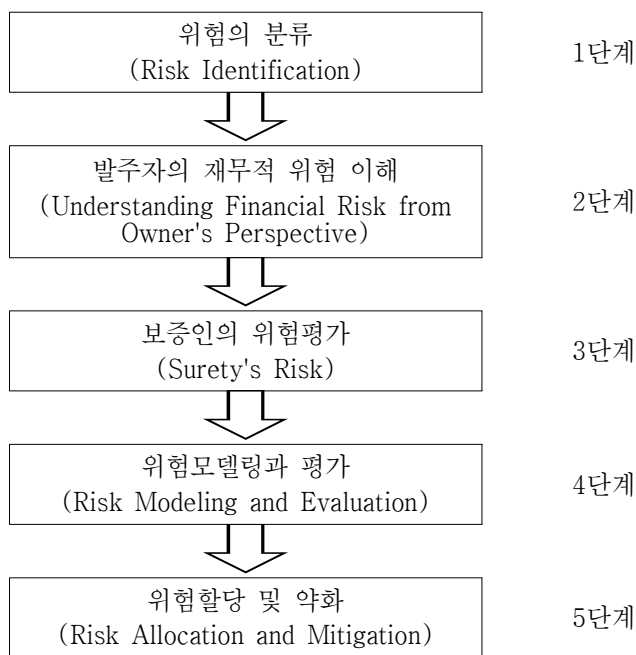 위험의 분류
(Risk Identification)
1단계
발주자의 재무적 위험 이해
(Understanding Financial Risk from
Owner's Perspective)
2단계
보증인의 위험평가
(Surety's Risk)
3단계
위험모델링과 평가
(Risk Modeling and Evaluation)
4단계
위험할당 및 약화
(Risk Allocation and Mitigation)
5단계